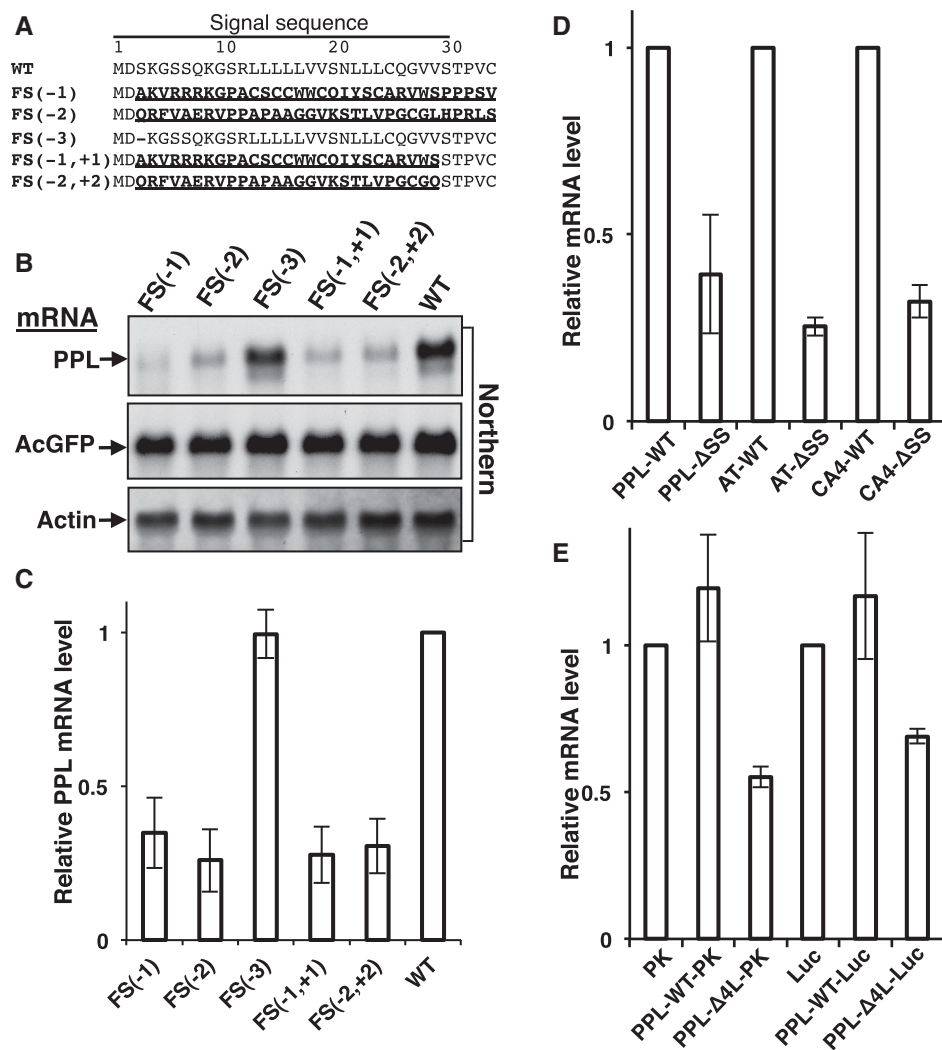 A
Signal sequence
1 10 20 30
WT MDSKGSSQKGSRLLLLLVVSNLLLCQGVVSTPVC
FS(-1) MDAKVRRRKGPACSCCWWCOIYSCARVWSPPPSV
FS(-2) MDQRFVAERVPPAPAAGGVKSTLVPGCGLHPRLS
FS(-3) MD-KGSSQKGSRLLLLLVVSNLLLCQGVVSTPVC
FS(-1,+1) MDAKVRRRKGPACSCCWWCOIYSCARVWSSTPVC
FS(-2,+2) MDQRFVAERVPPAPAAGGVKSTLVPGCGQSTPVC
B
FS(-1) FS(-2) FS(-3) FS(-1,+1) FS(-2,+2) WT
mRNA
PPL
AcGFP
Actin
Northern
C
Relative PPL mRNA level
1
0.5
0
FS(-1) FS(-2) FS(-3) FS(-1,+1) FS(-2,+2) WT
D
Relative mRNA level
1
0.5
0
PPL-WT PPL-ΔSS AT-WT AT-ΔSS CA4-WT CA4-ΔSS
E
Relative mRNA level
1
0.5
0
PK PPL-WT-PK PPL-Δ4L-PK Luc PPL-WT-Luc PPL-Δ4L-Luc